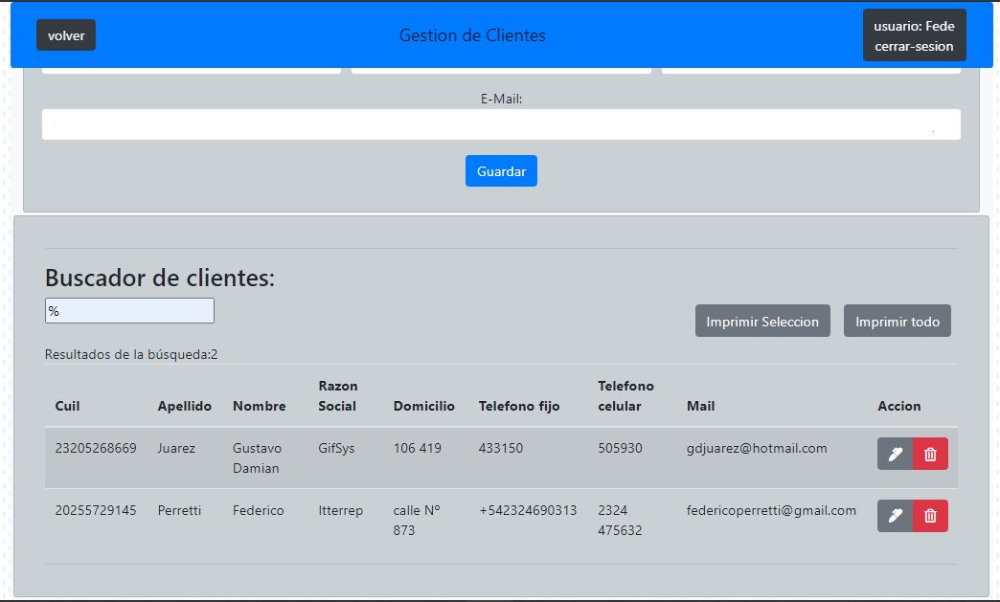 volver
Gestion de Clientes
usuario: Fede
cerrar-sesion
E-Mail:
Guardar
Buscador de clientes:
%
Imprimir Seleccion
Imprimir todo
Resultados de la búsqueda:2
Cuil Apellido Nombre Razon Social Domicilio Telefono fijo Telefono celular Mail Accion
23205268669 Juarez Gustavo Damian GifSys 106 419 433150 505930 gdjuarez@hotmail.com
20255729145 Perretti Federico Itterrep calle Nº 873 +542324690313 2324 475632 federicoperretti@gmail.com